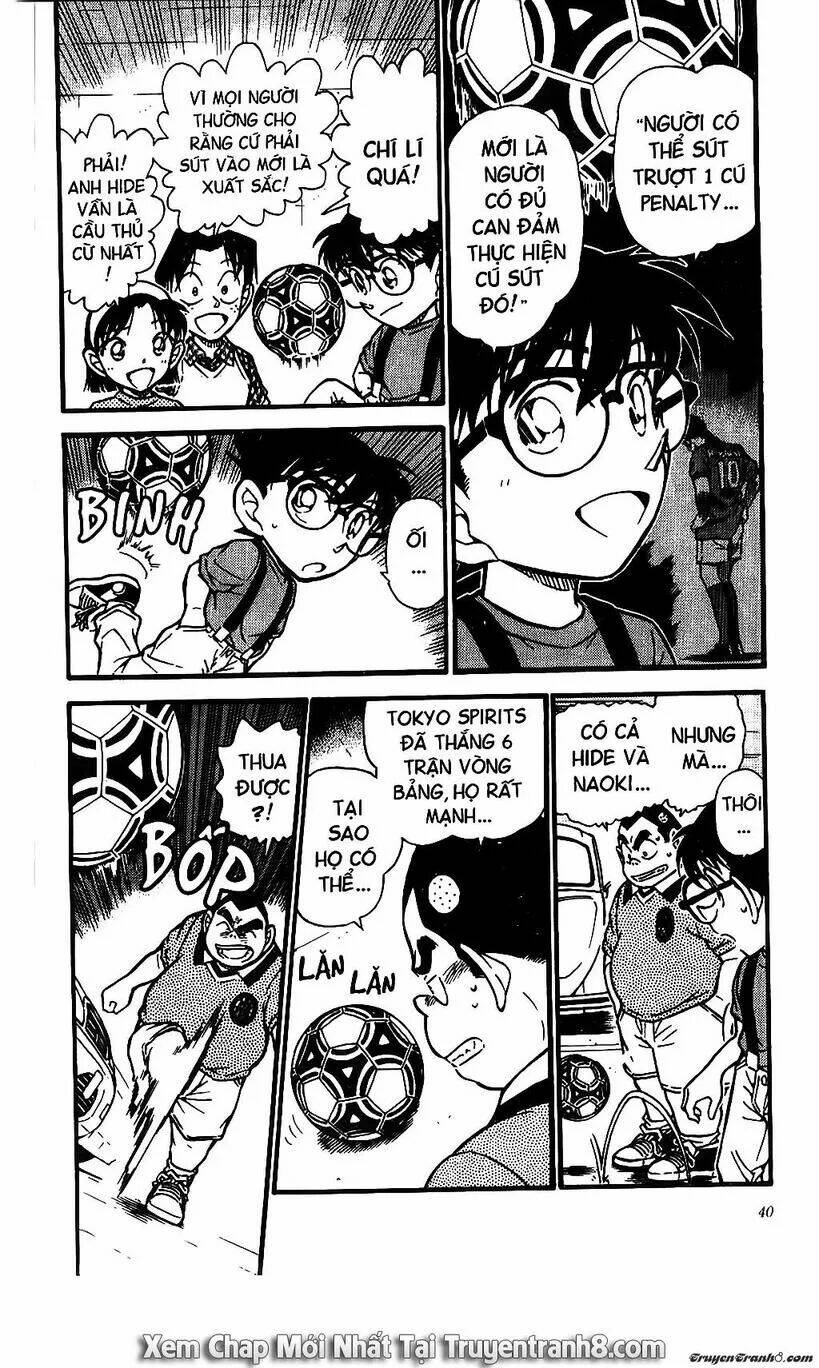 "NGƯỜI CÓ
THỂ SÚT
TRƯỢT 1 CÚ
PENALTY...
MỚI LÀ
NGƯỜI
CÓ ĐỦ
CAN ĐẢM
THỰC HIỆN
CÚ SÚT
ĐÓ!"
10
CHÍ LÍ
QUÁ!
VÌ MỌI NGƯỜI
THƯỜNG CHO
RẰNG CỨ PHẢI
SÚT VÀO MỚI LÀ
XUẤT SẮC!
PHẢI!
ANH HIDE
VẪN LÀ
CẦU THỦ
CỪ NHẤT
!
ỐI
...
BINH
NHƯNG
MÀ...
CÓ CẢ
HIDE VÀ
NAOKI...
THÔI
...
TOKYO SPIRITS
ĐÃ THẮNG 6
TRẬN VÒNG
BẢNG, HỌ RẤT
MẠNH...
TẠI
SAO
HỌ CÓ
THỂ...
LĂN LĂN
THUA
ĐƯỢC
?!
BỐP
40
Xem Chap Mới Nhất Tại Truyentranh8.com
TruyenTranh8.com